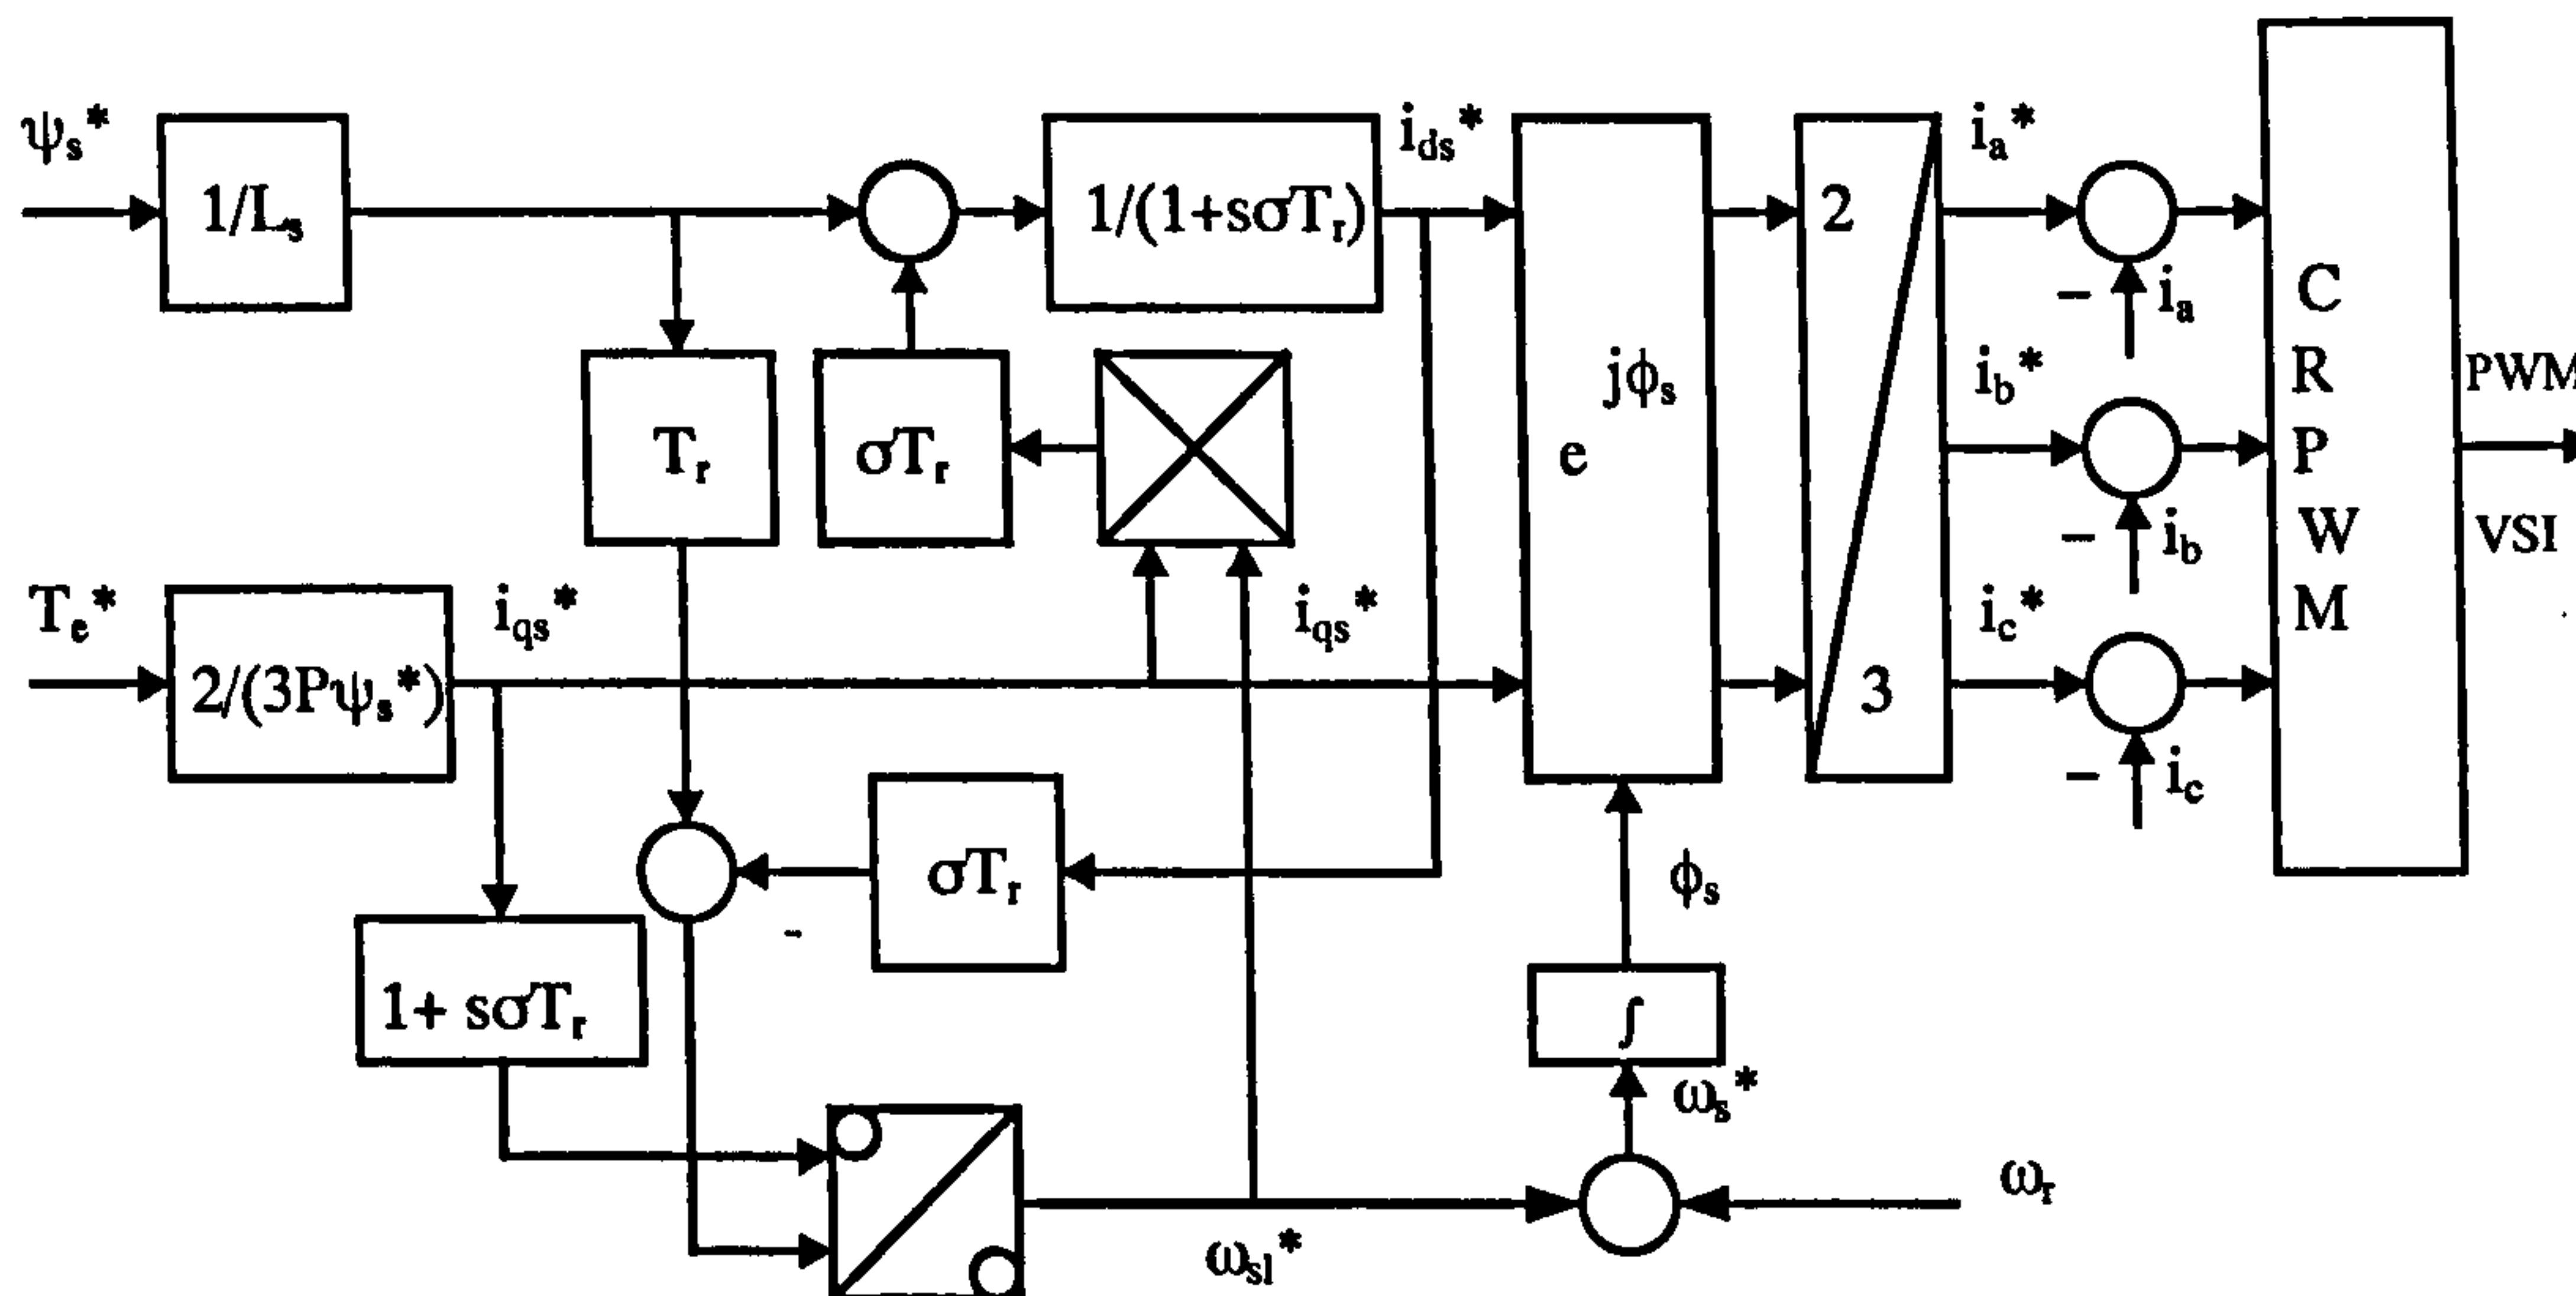 ψs*
1/Ls
1/(1+sσTr)
ids*
e jφs
2
3
ia*
ia
ib*
ib
ic*
ic
-
-
-
C
R
P
W
M
PWM
VSI
Tr
σTr
Te*
2/(3Pψs*)
iqs*
iqs*
σTr
-
1+ sσTr
φs
∫
ωs*
ωr
ωsl*